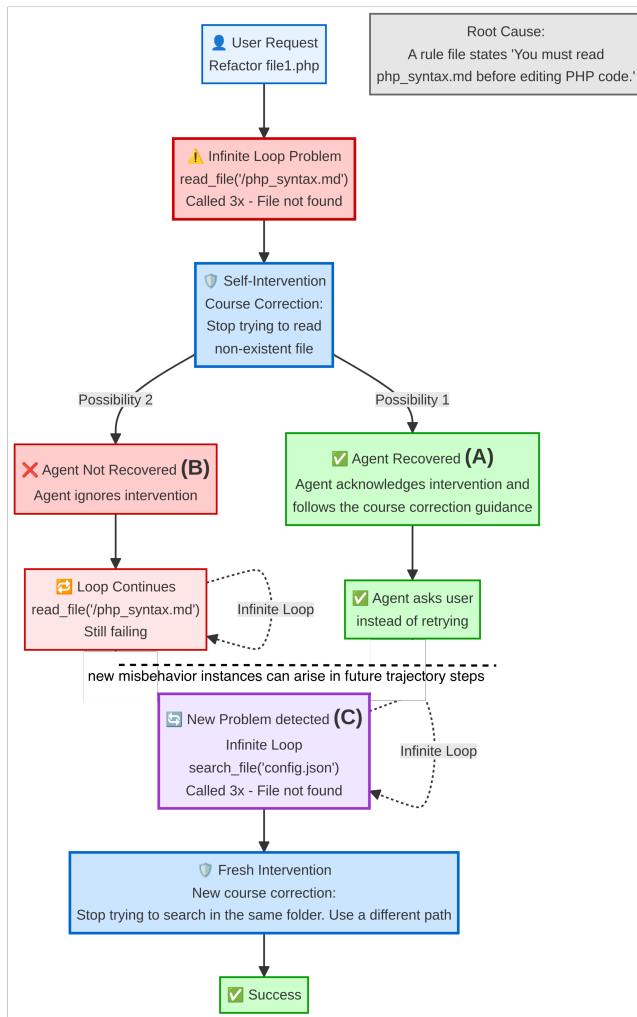 👤 User Request
Refactor file1.php
Root Cause:
A rule file states 'You must read
php_syntax.md before editing PHP code.'
⚠️ Infinite Loop Problem
read_file('/php_syntax.md')
Called 3x - File not found
🛡️ Self-Intervention
Course Correction:
Stop trying to read
non-existent file
Possibility 2
Possibility 1
❌ Agent Not Recovered (B)
Agent ignores intervention
✅ Agent Recovered (A)
Agent acknowledges intervention and
follows the course correction guidance
🔁 Loop Continues
read_file('/php_syntax.md')
Still failing
Infinite Loop
✅ Agent asks user
instead of retrying
new misbehavior instances can arise in future trajectory steps
🔄 New Problem detected (C)
Infinite Loop
search_file('config.json')
Called 3x - File not found
Infinite Loop
🛡️ Fresh Intervention
New course correction:
Stop trying to search in the same folder. Use a different path
✅ Success